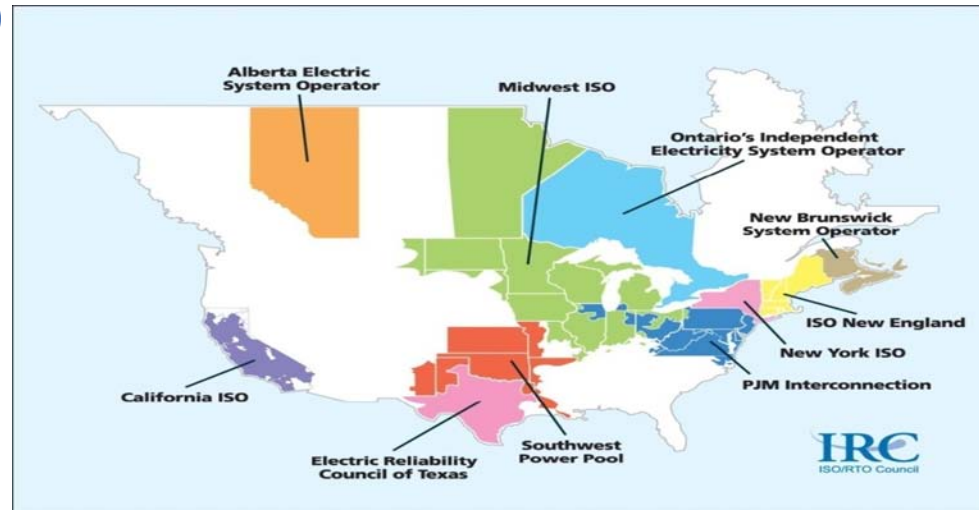 Alberta Electric
System Operator
Midwest ISO
Ontario’s Independent
Electricity System Operator
New Brunswick
System Operator
ISO New England
New York ISO
PJM Interconnection
California ISO
Electric Reliability
Council of Texas
Southwest
Power Pool
IRC
ISO/RTO Council